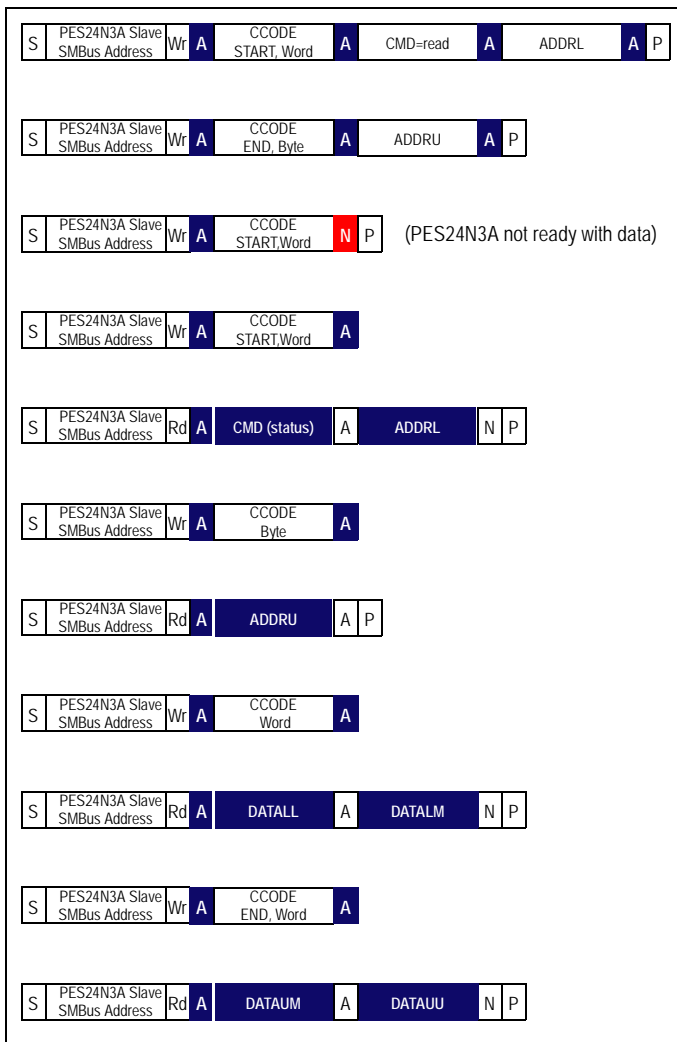 S PES24N3A Slave SMBus Address Wr A CCODE START, Word A CMD=read A ADDRL A P
S PES24N3A Slave SMBus Address Wr A CCODE END, Byte A ADDRU A P
S PES24N3A Slave SMBus Address Wr A CCODE START,Word N P (PES24N3A not ready with data)
S PES24N3A Slave SMBus Address Wr A CCODE START,Word A
S PES24N3A Slave SMBus Address Rd A CMD (status) A ADDRL N P
S PES24N3A Slave SMBus Address Wr A CCODE Byte A
S PES24N3A Slave SMBus Address Rd A ADDRU A P
S PES24N3A Slave SMBus Address Wr A CCODE Word A
S PES24N3A Slave SMBus Address Rd A DATALL A DATALM N P
S PES24N3A Slave SMBus Address Wr A CCODE END, Word A
S PES24N3A Slave SMBus Address Rd A DATAUM A DATAUU N P